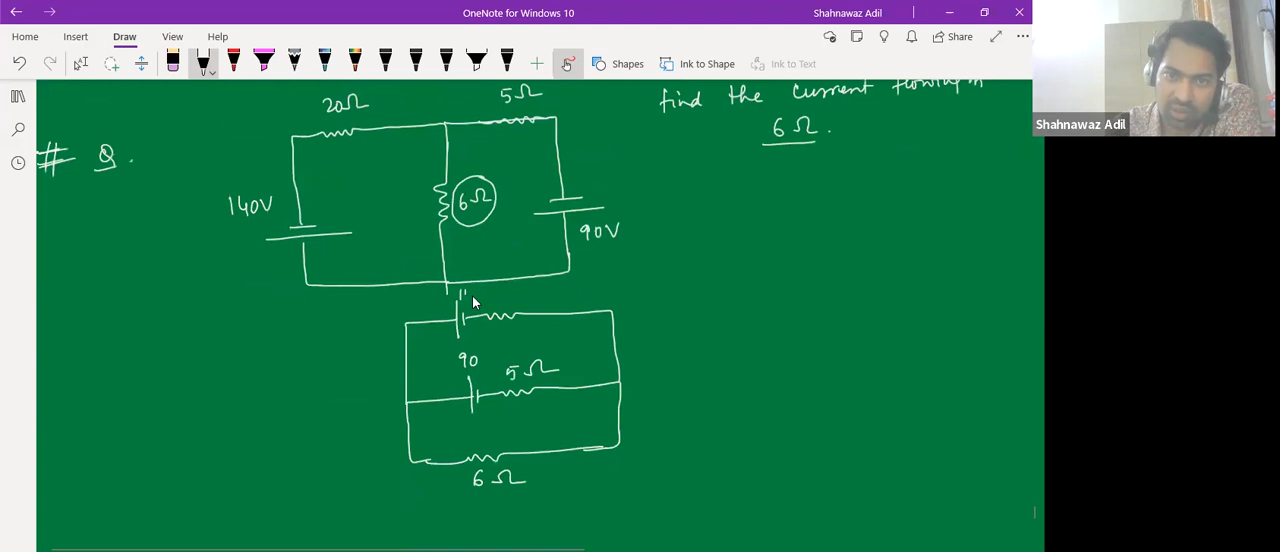 OneNote for Windows 10
Shahnawaz Adil
Home Insert Draw View Help
Share
Shapes
Ink to Shape
Ink to Text
Shahnawaz Adil
find the current flowing in
6Ω.
# Q.
20Ω
5Ω
140V
6Ω
90V
90
5Ω
6Ω